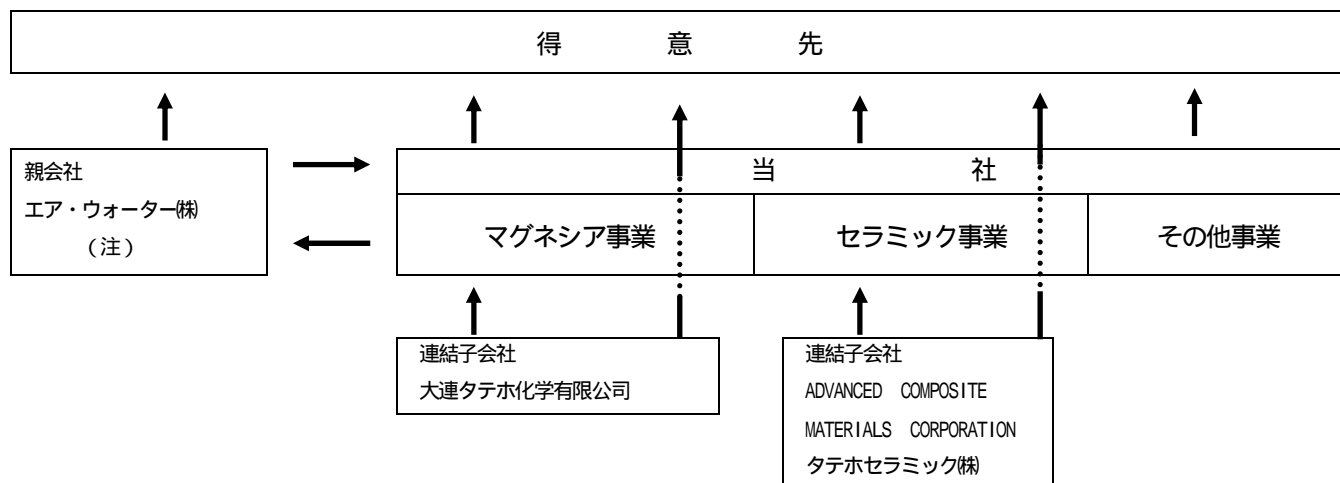 得意先
親会社
エア・ウォーター㈱
（注）
当社
マグネシア事業
セラミック事業
その他事業
連結子会社
大連タテホ化学有限公司
連結子会社
ADVANCED COMPOSITE
MATERIALS CORPORATION
タテホセラミック㈱